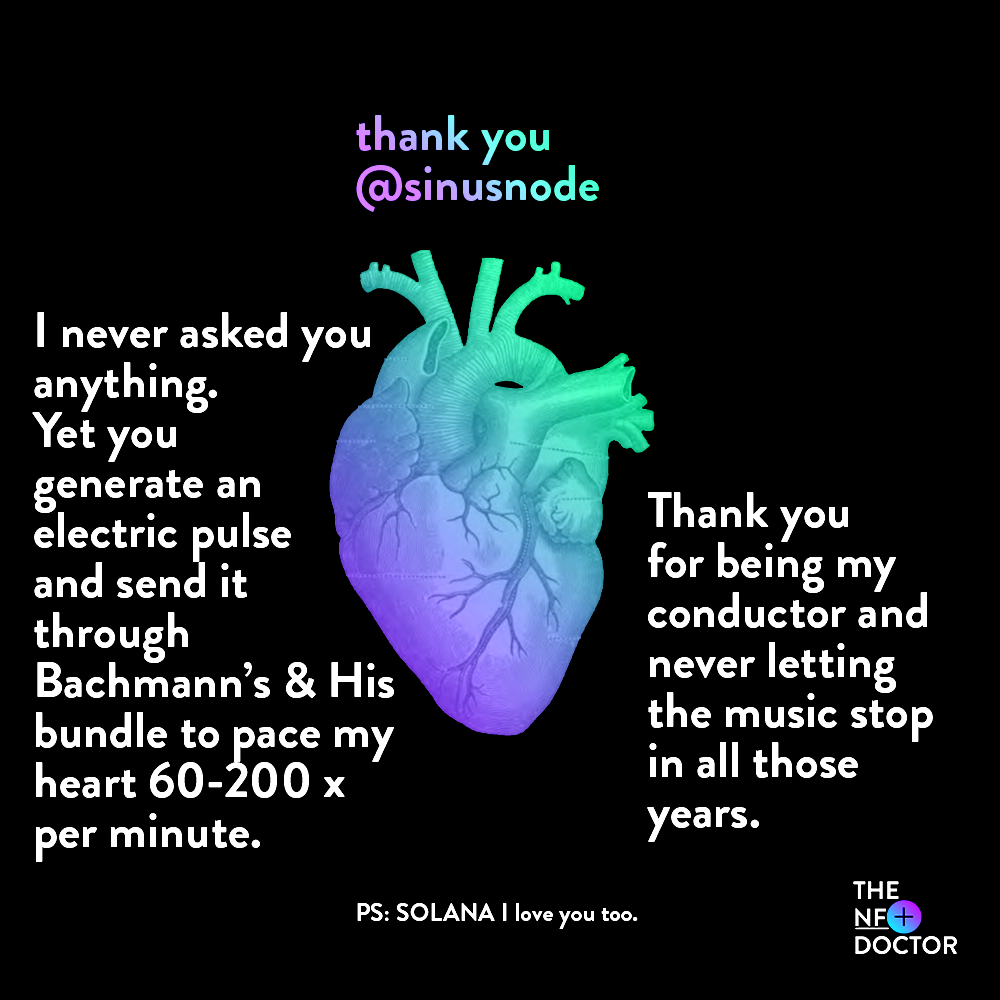 thank you
@sinusnode
I never asked you
anything.
Yet you
generate an
electric pulse
and send it
through
Bachmann's & His
bundle to pace my
heart 60-200 x
per minute.
Thank you
for being my
conductor and
never letting
the music stop
in all those
years.
PS: SOLANA I love you too.
THE
NF+
DOCTOR